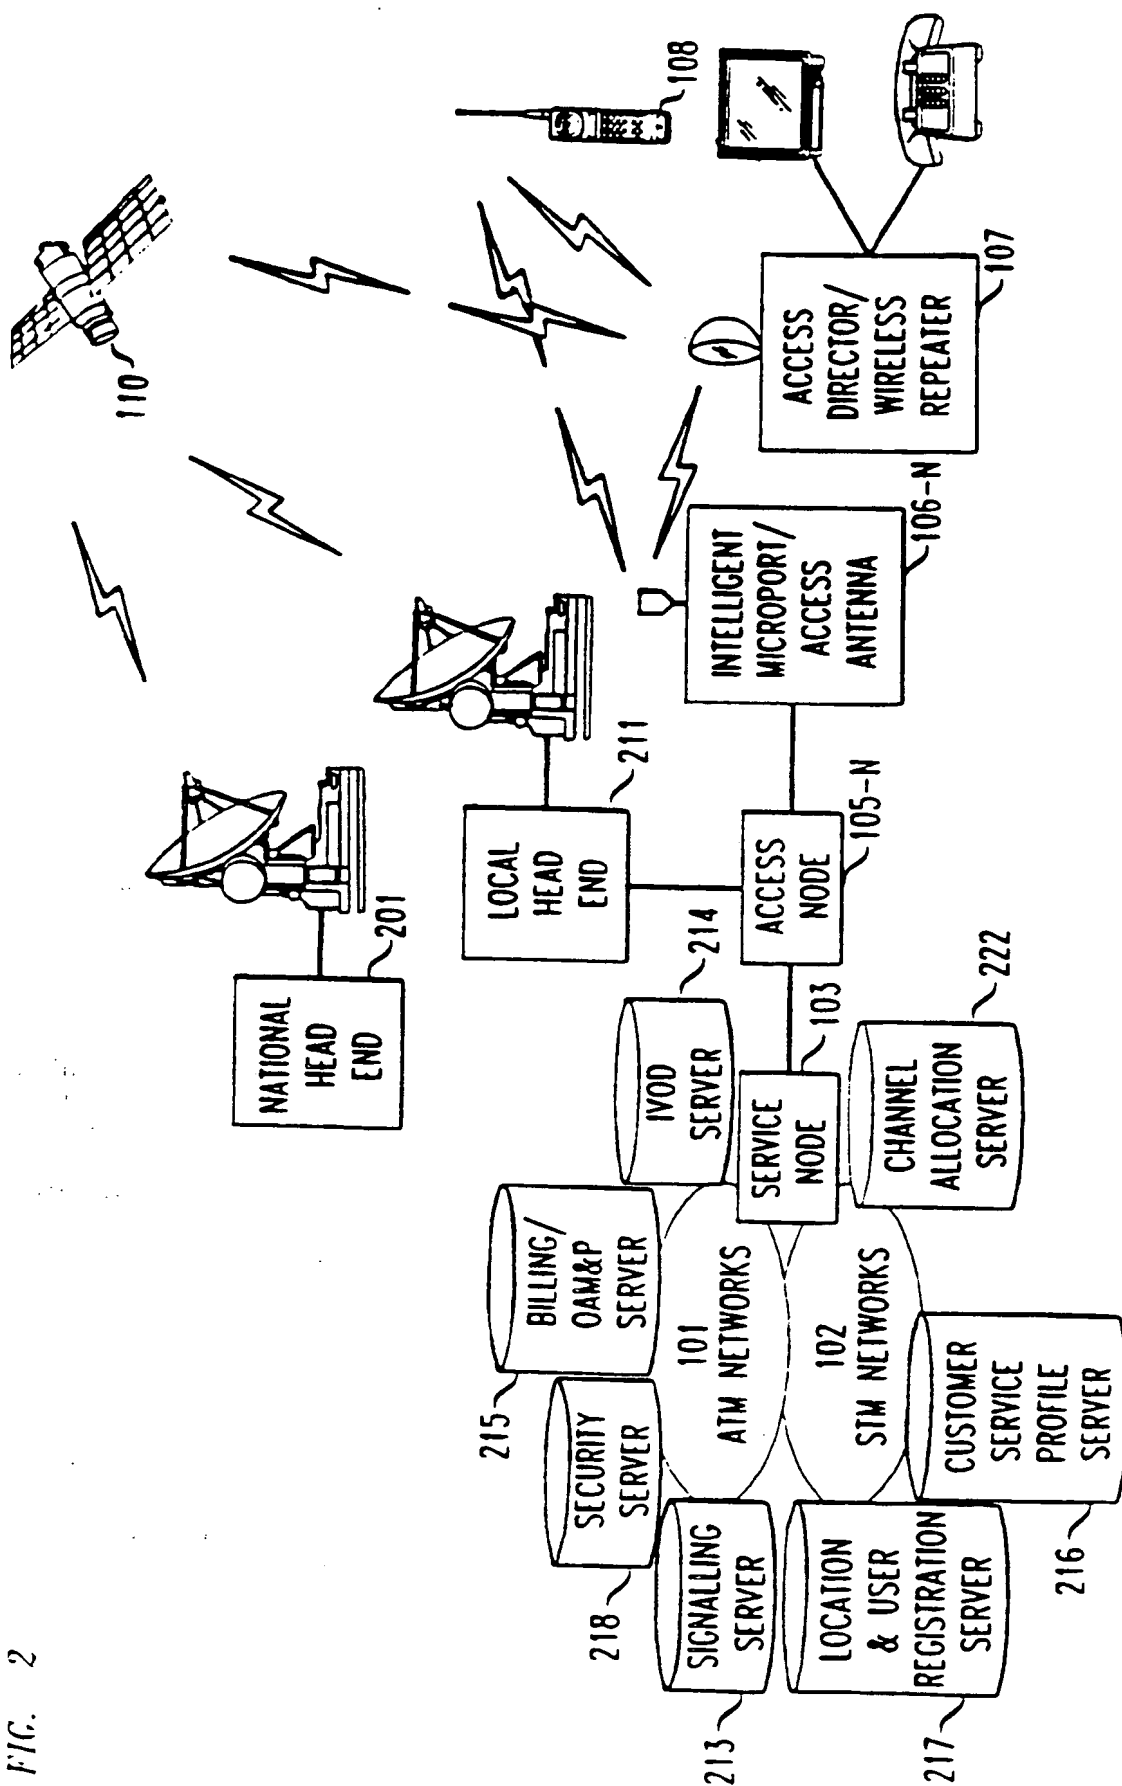 FIG. 2
110
108
NATIONAL
HEAD
END
201
LOCAL
HEAD
END
211
INTELLIGENT
MICROPORT/
ACCESS
ANTENNA
106-N
ACCESS
DIRECTOR/
WIRELESS
REPEATER
107
ACCESS
NODE
105-N
SERVICE
NODE
103
IVOD
SERVER
214
BILLING/
OAM&P
SERVER
215
SECURITY
SERVER
218
SIGNALLING
SERVER
213
101
ATM NETWORKS
102
STM NETWORKS
LOCATION
& USER
REGISTRATION
SERVER
217
CUSTOMER
SERVICE
PROFILE
SERVER
216
CHANNEL
ALLOCATION
SERVER
222